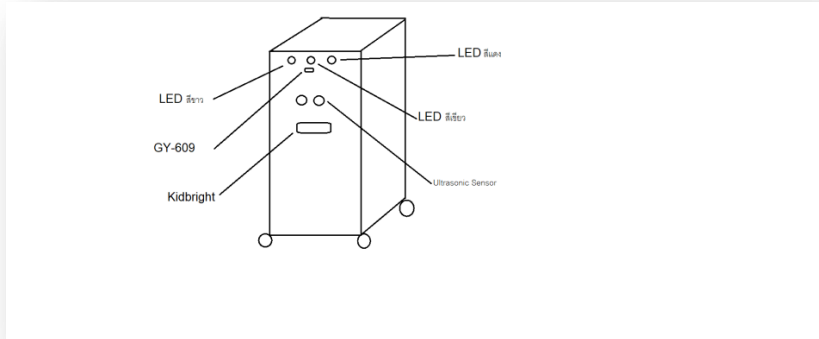 LED สีแดง
LED สีขาว
LED สีเขียว
GY-609
Ultrasonic Sensor
Kidbright